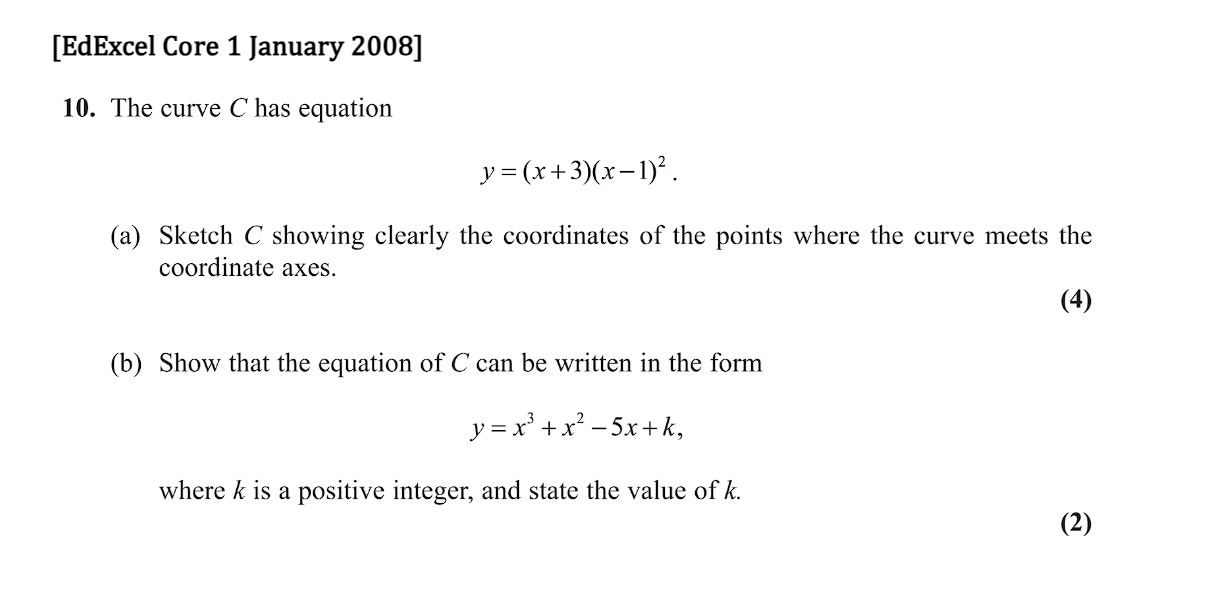 [EdExcel Core 1 January 2008]
10. The curve C has equation
y = (x + 3)(x − 1)².
(a) Sketch C showing clearly the coordinates of the points where the curve meets the
coordinate axes.
(4)
(b) Show that the equation of C can be written in the form
y = x³ + x² − 5x + k,
where k is a positive integer, and state the value of k.
(2)